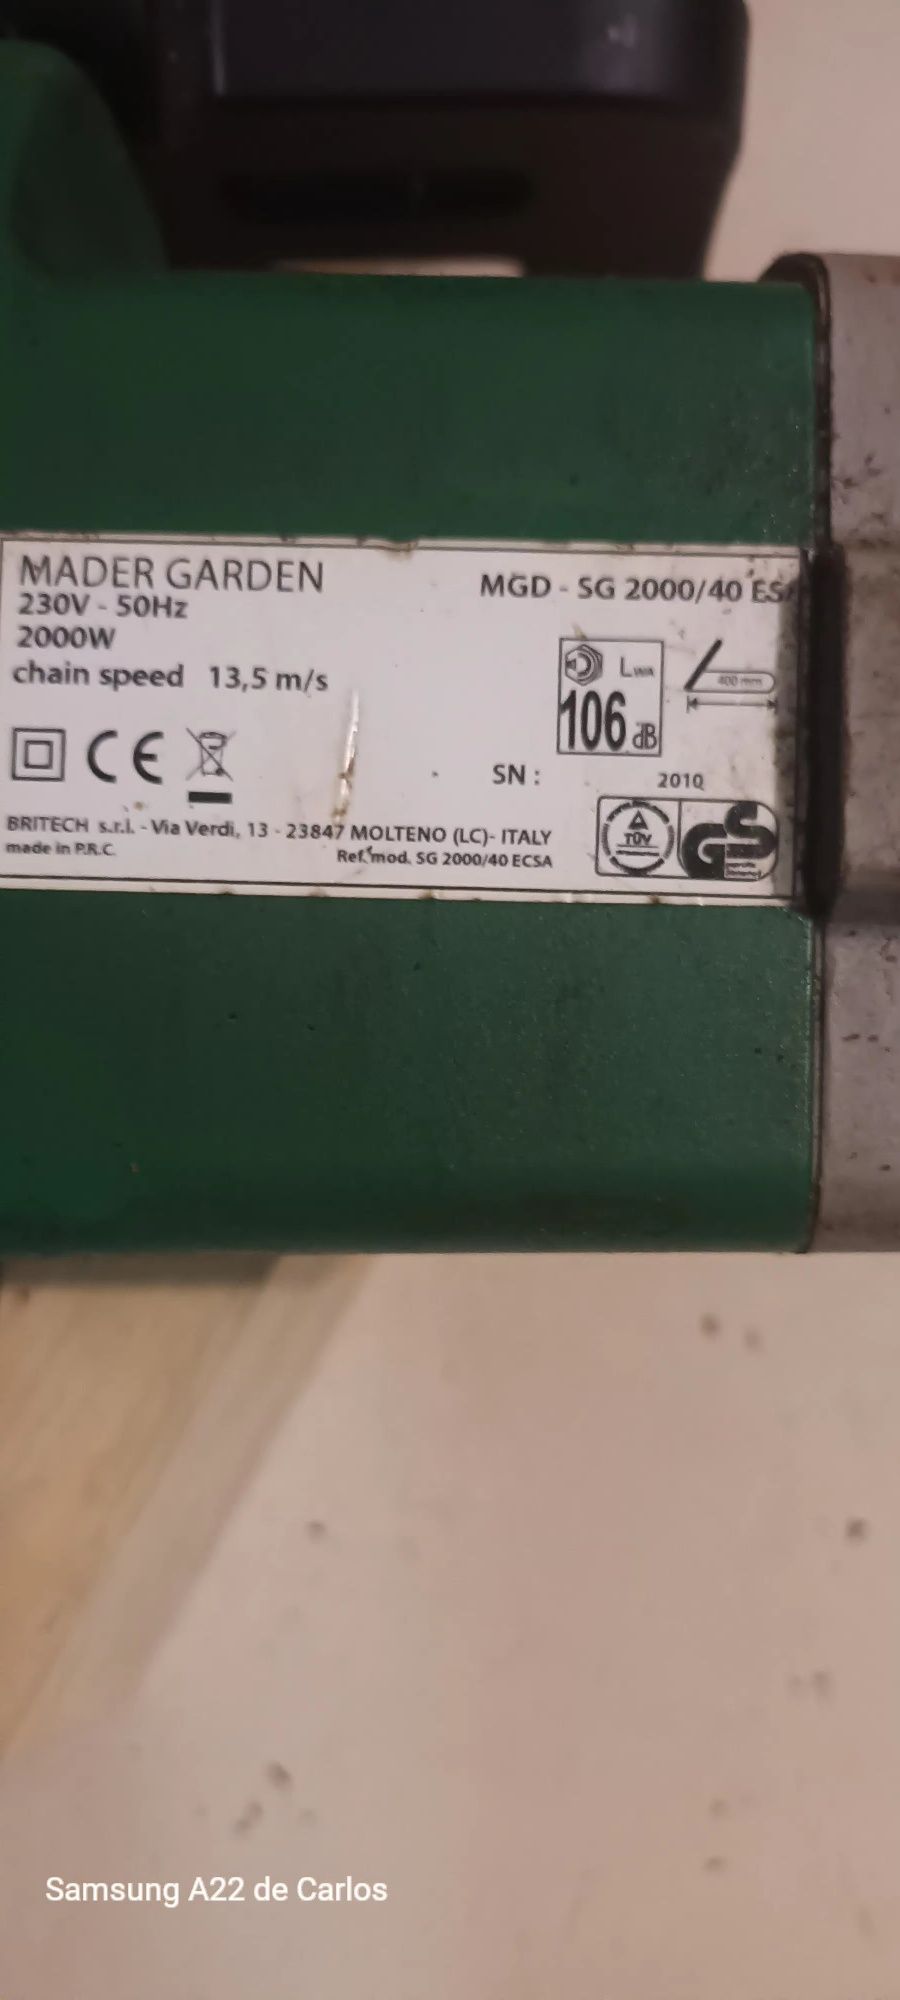 MADER GARDEN
230V - 50Hz
2000W
chain speed 13,5 m/s
MGD - SG 2000/40 ES
LWA
106 dB
400 mm
SN :
2010
CE
BRITECH s.r.l. - Via Verdi, 13 - 23847 MOLTENO (LC)- ITALY
made in P.R.C.
Ref. mod. SG 2000/40 ECSA
TÜV
GS
Samsung A22 de Carlos